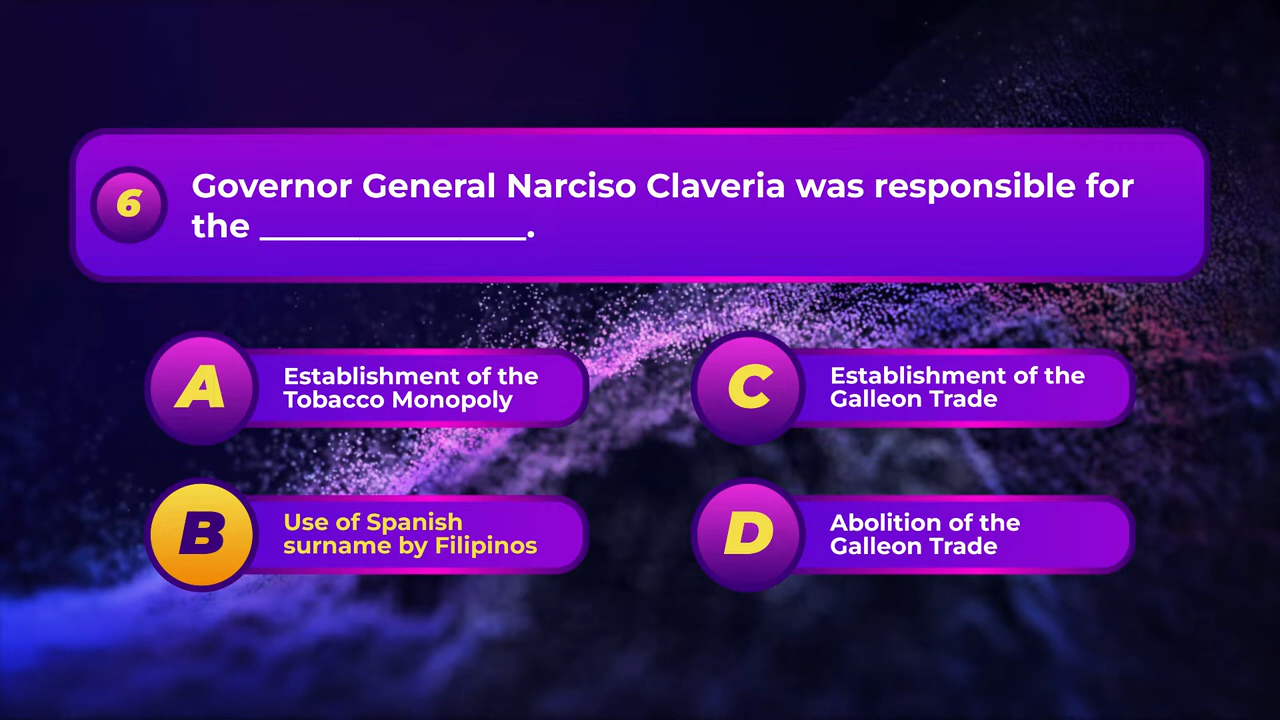 6
Governor General Narciso Claveria was responsible for
the _______________.
A
Establishment of the
Tobacco Monopoly
B
Use of Spanish
surname by Filipinos
C
Establishment of the
Galleon Trade
D
Abolition of the
Galleon Trade